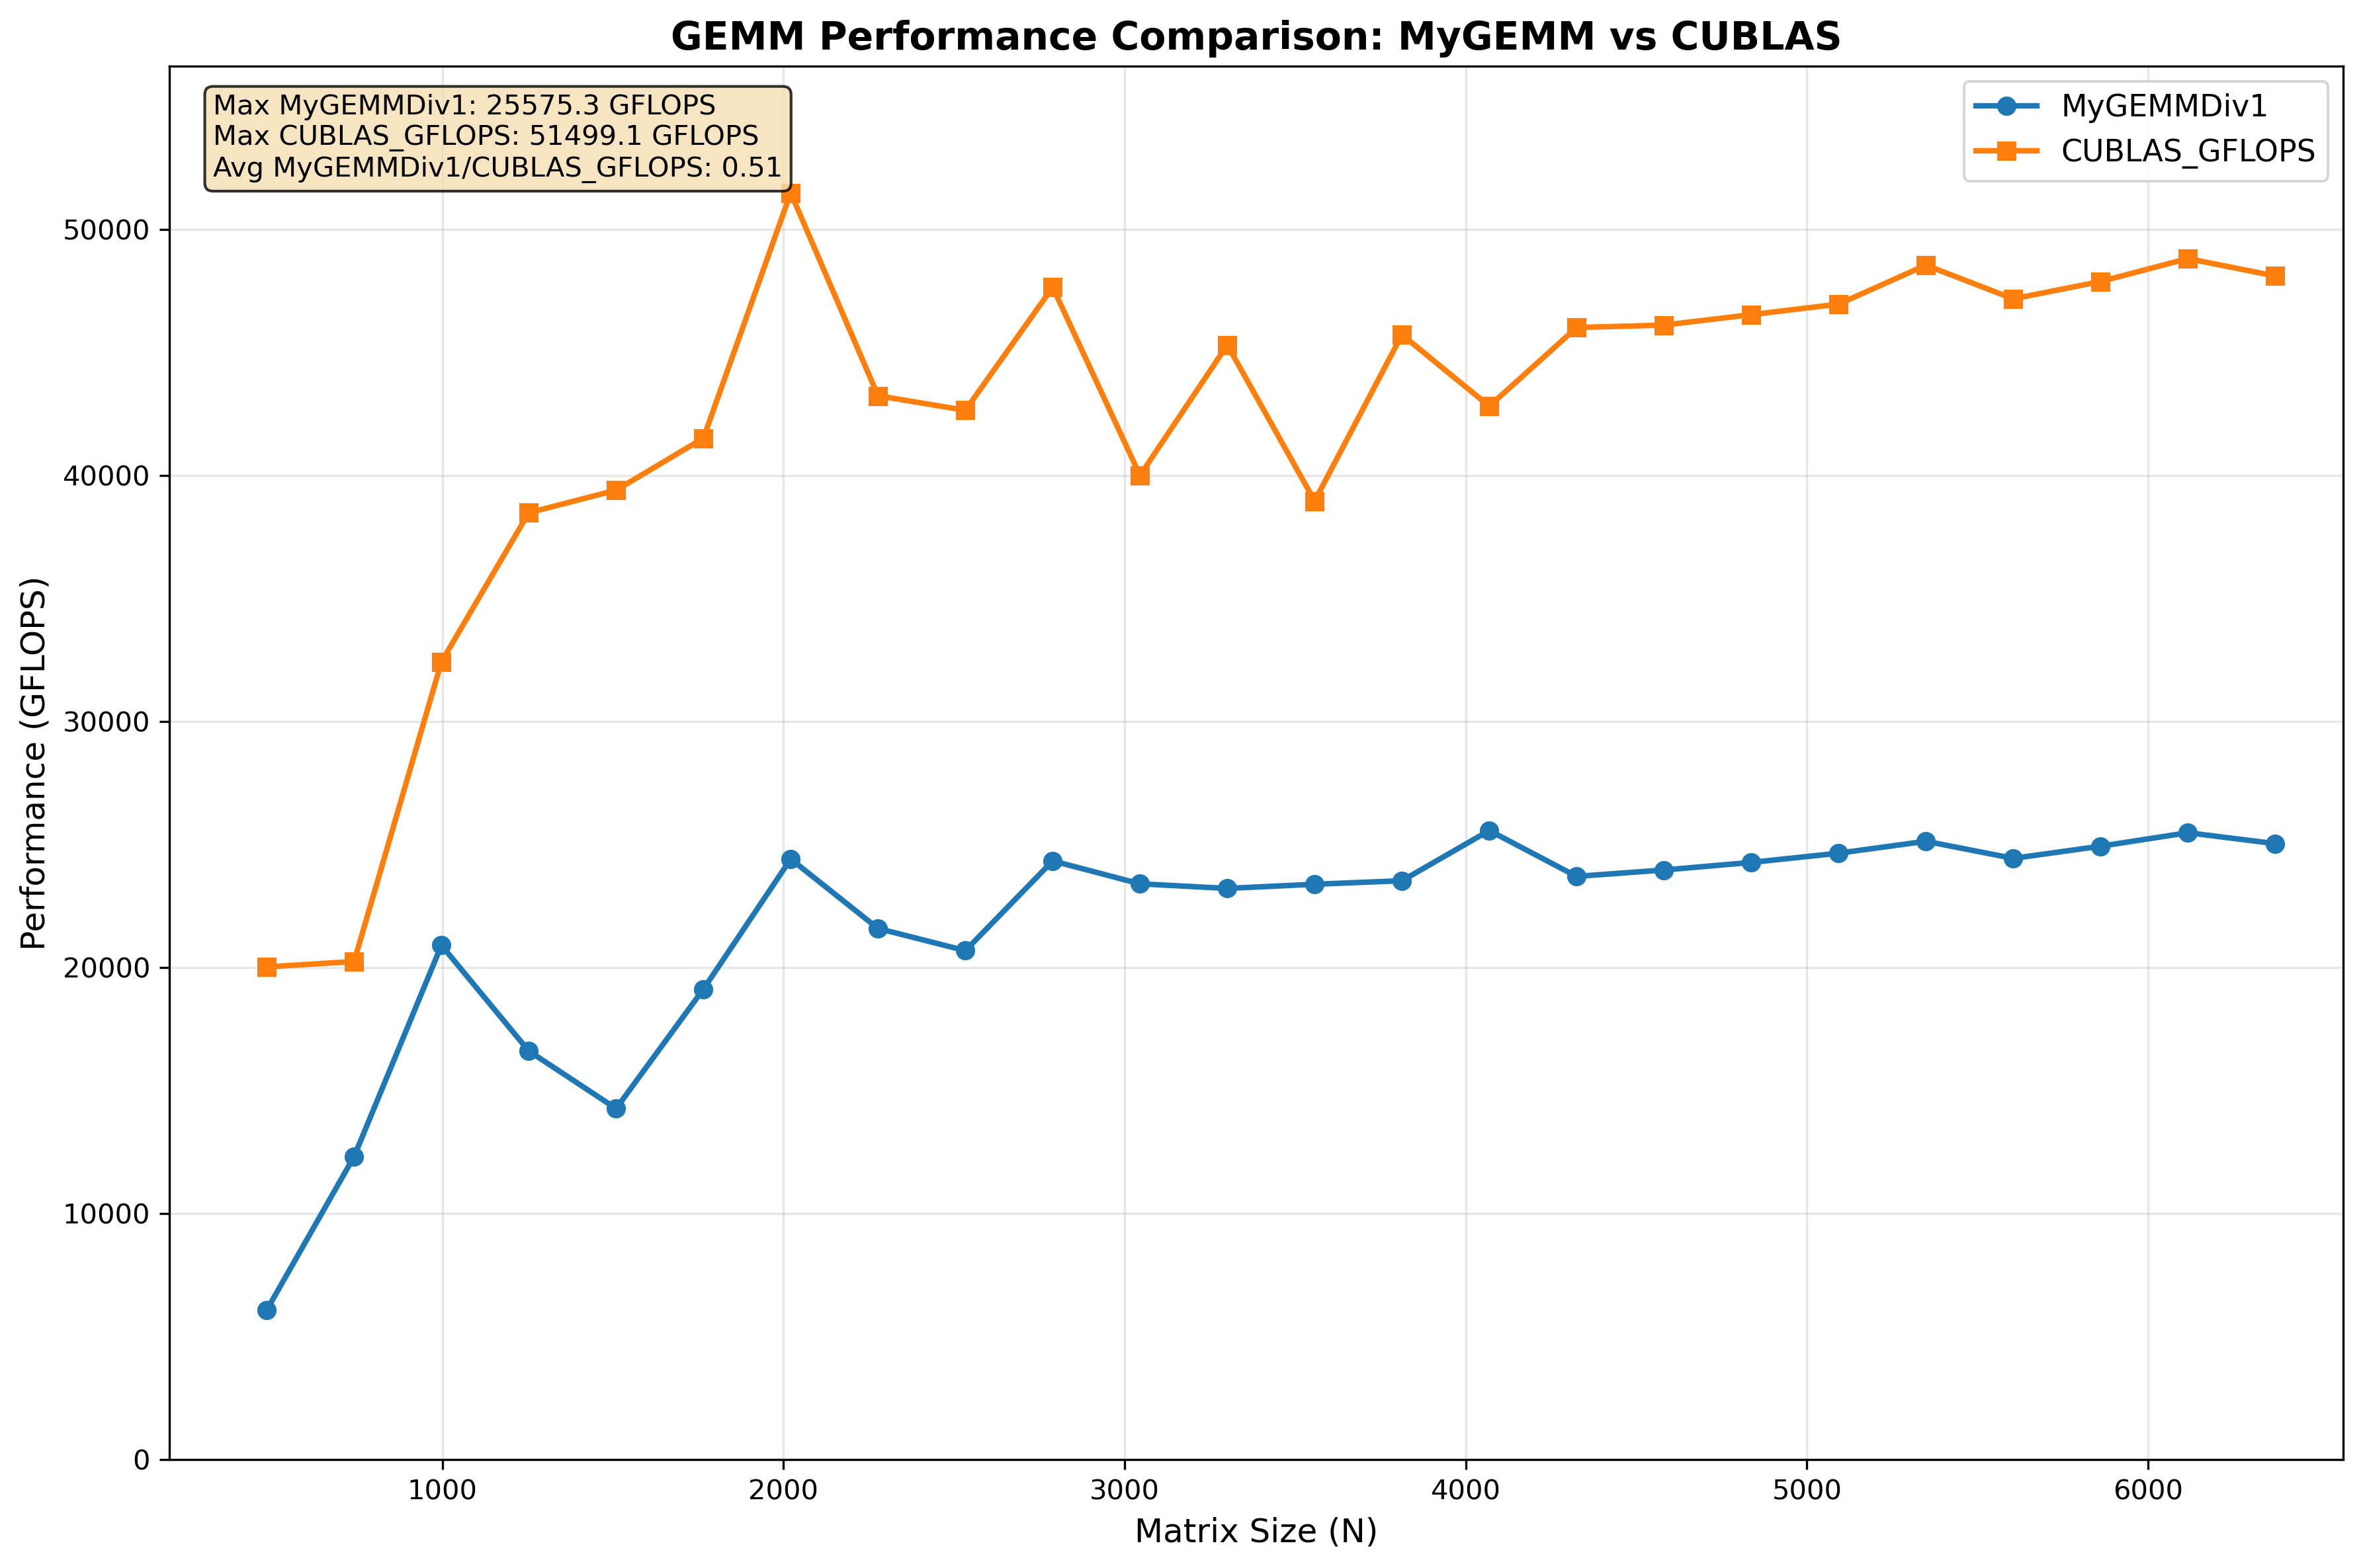 GEMM Performance Comparison: MyGEMM vs CUBLAS
Max MyGEMMDiv1: 25575.3 GFLOPS
Max CUBLAS_GFLOPS: 51499.1 GFLOPS
Avg MyGEMMDiv1/CUBLAS_GFLOPS: 0.51
MyGEMMDiv1
CUBLAS_GFLOPS
Performance (GFLOPS)
50000
40000
30000
20000
10000
0
1000 2000 3000 4000 5000 6000
Matrix Size (N)